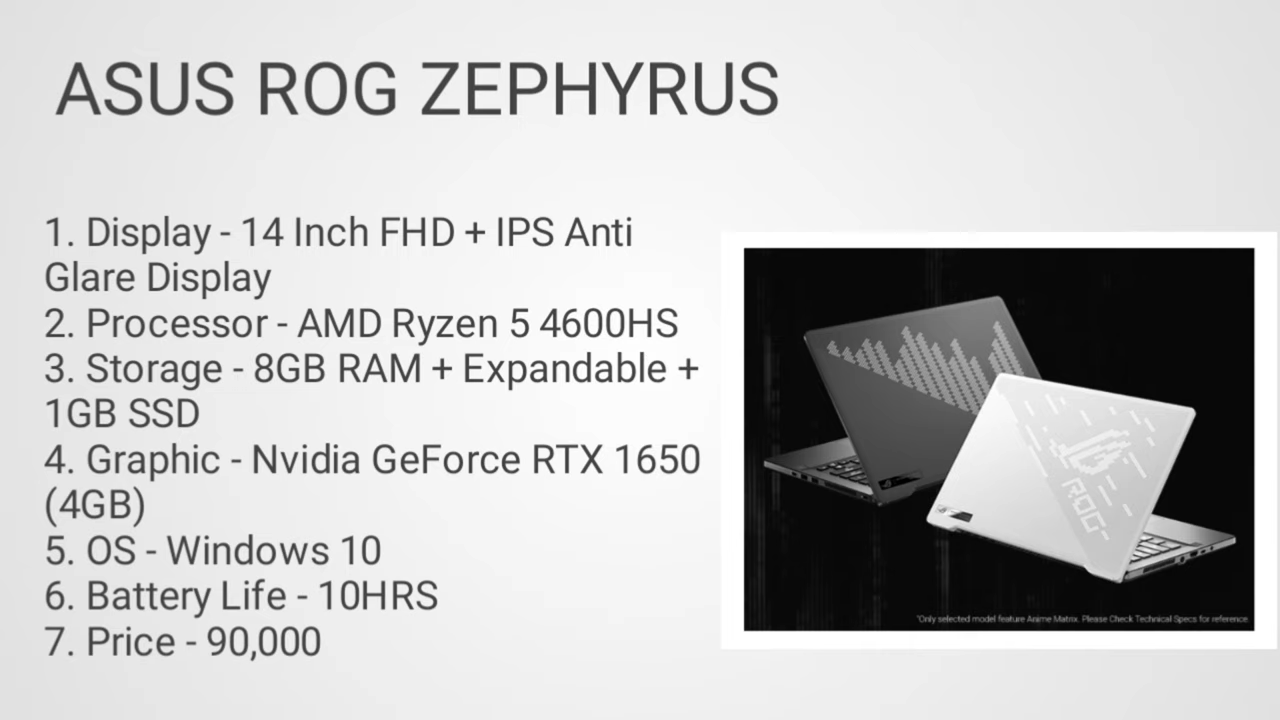 ASUS ROG ZEPHYRUS
1. Display - 14 Inch FHD + IPS Anti
Glare Display
2. Processor - AMD Ryzen 5 4600HS
3. Storage - 8GB RAM + Expandable +
1GB SSD
4. Graphic - Nvidia GeForce RTX 1650
(4GB)
5. OS - Windows 10
6. Battery Life - 10HRS
7. Price - 90,000
ROG
*Only selected model feature Anime Matrix. Please Check Technical Specs for reference.